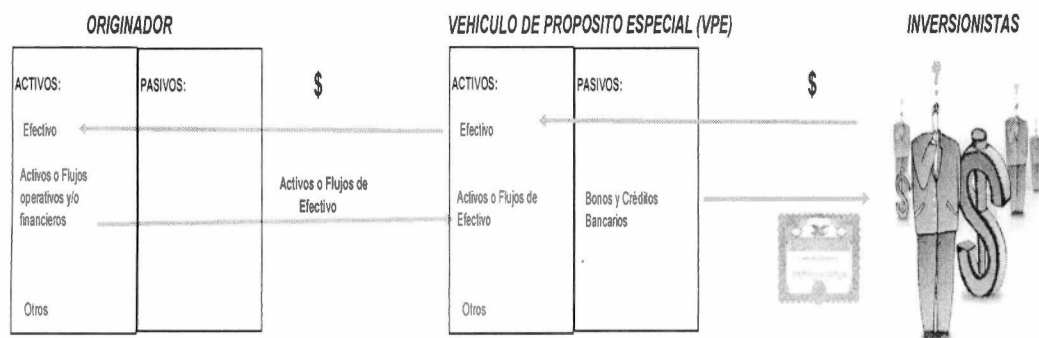 ORIGINADOR
VEHÍCULO DE PROPOSITO ESPECIAL (VPE)
INVERSIONISTAS
ACTIVOS:
PASIVOS:
$
Efectivo
Activos o Flujos
operativos y/o
financieros
Otros
Activos o Flujos de
Efectivo
ACTIVOS:
PASIVOS:
$
Efectivo
Activos o Flujos de
Efectivo
Bonos y Créditos
Bancarios
Otros